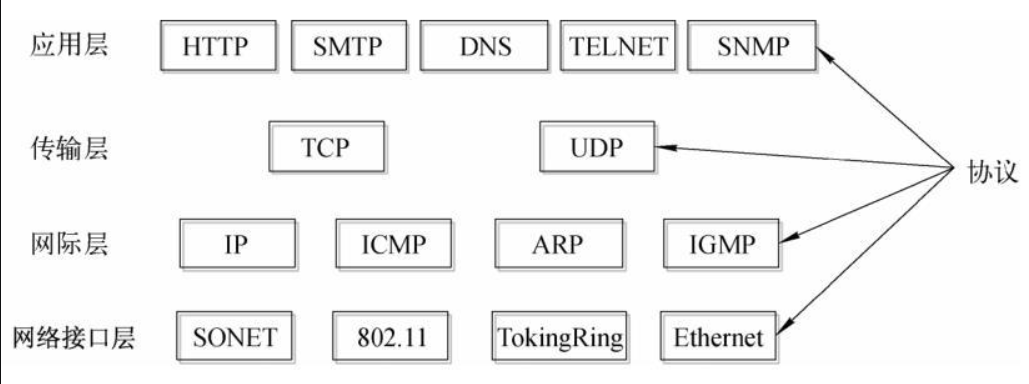 应用层 HTTP SMTP DNS TELNET SNMP
传输层 TCP UDP
协议
网际层 IP ICMP ARP IGMP
网络接口层 SONET 802.11 TokingRing Ethernet